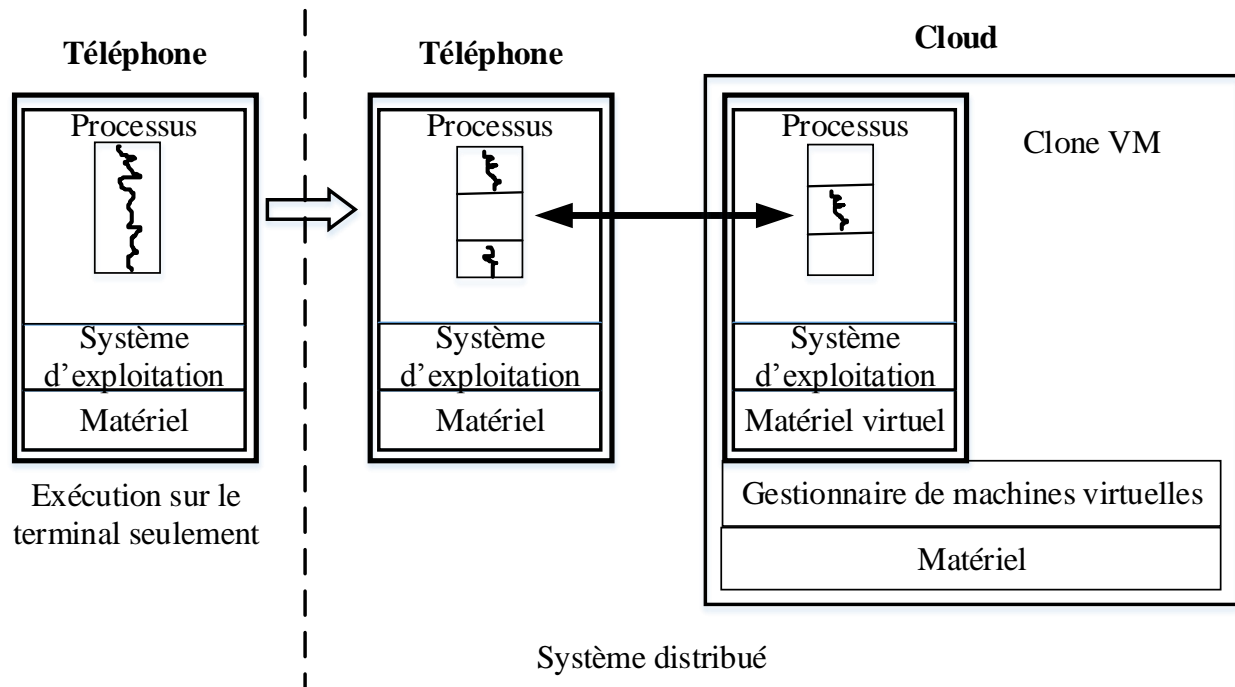 Téléphone
Processus
Système
d'exploitation
Matériel
Exécution sur le
terminal seulement
Téléphone
Processus
Système
d'exploitation
Matériel
Cloud
Processus
Clone VM
Système
d'exploitation
Matériel virtuel
Gestionnaire de machines virtuelles
Matériel
Système distribué